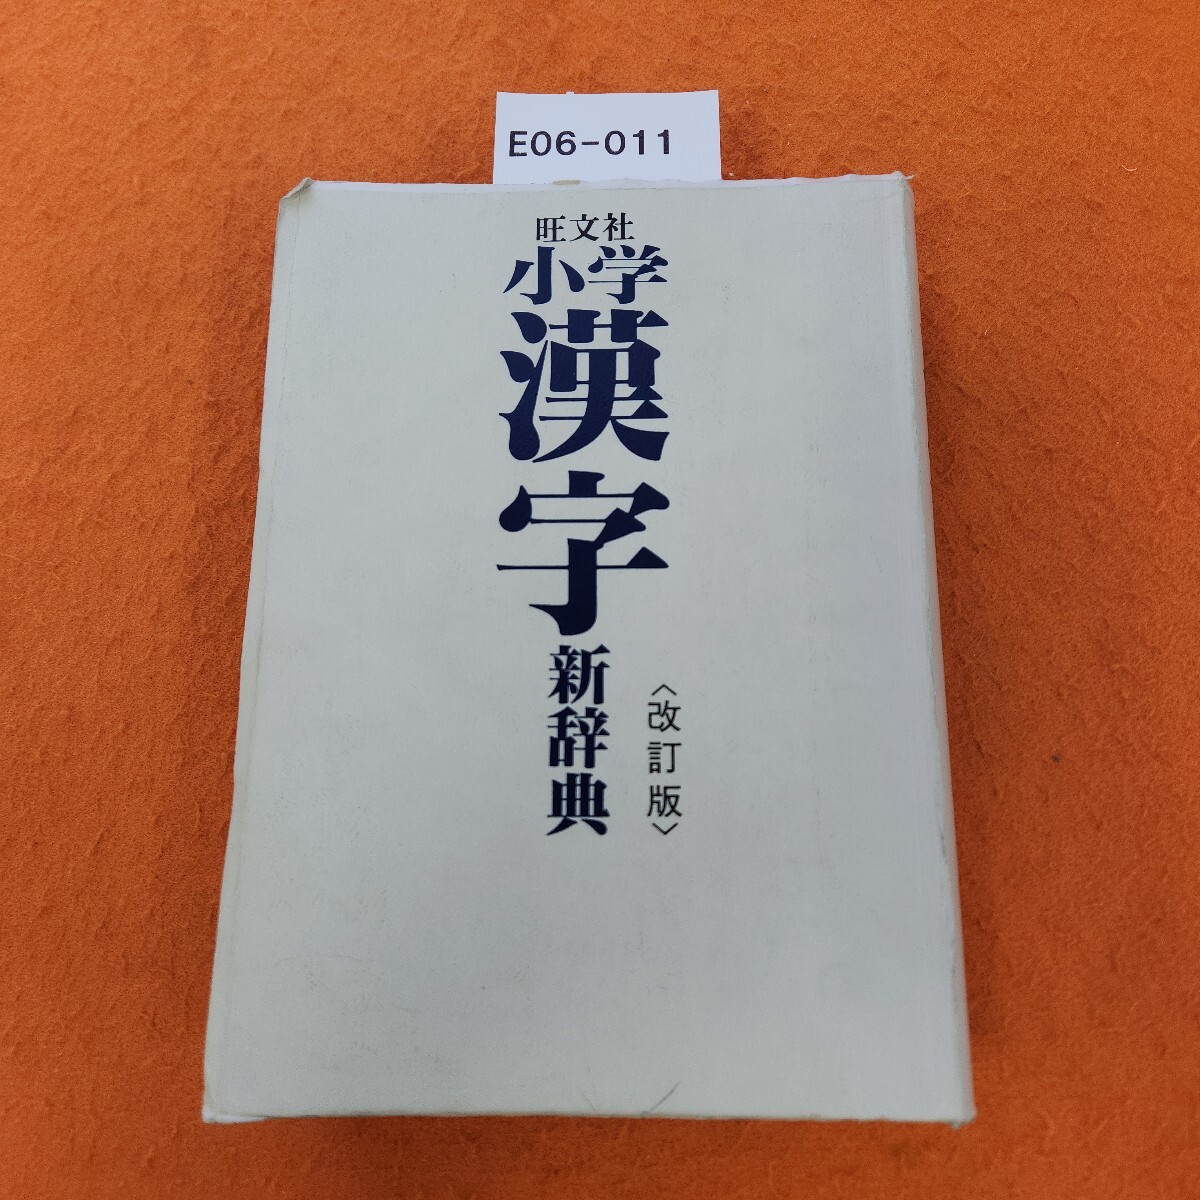 E06-011
旺文社
小学
漢字
新辞典
〈改訂版〉